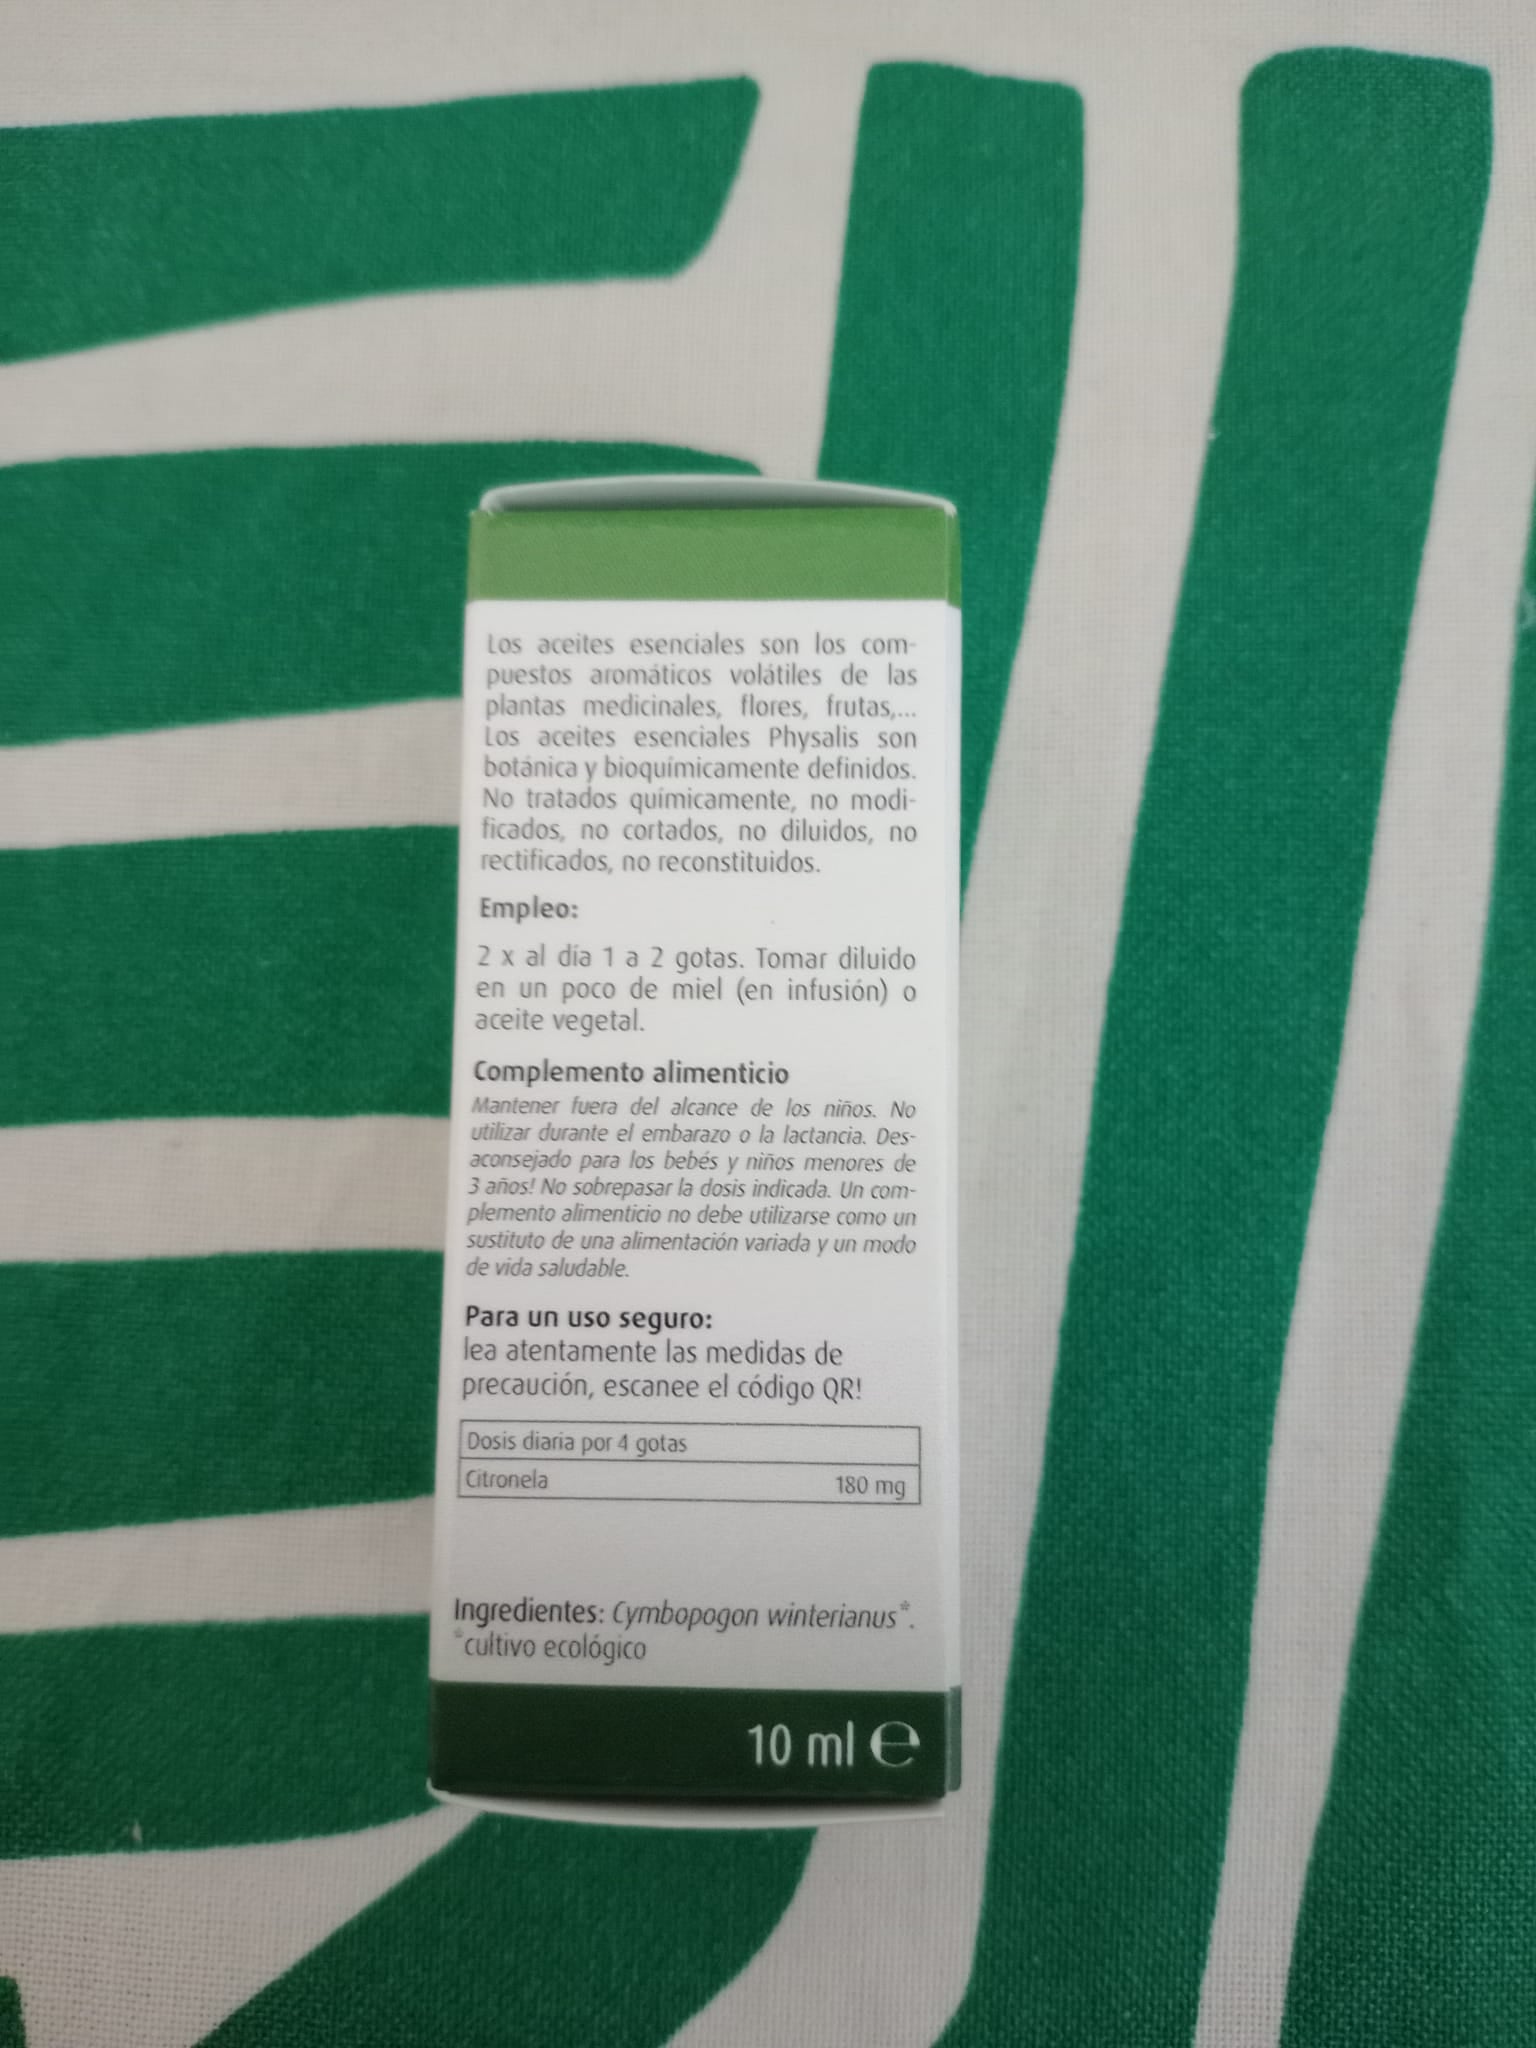 Los aceites esenciales son los com-
puestos aromáticos volátiles de las
plantas medicinales, flores, frutas,...
Los aceites esenciales Physalis son
botánica y bioquímicamente definidos.
No tratados químicamente, no modi-
ficados, no cortados, no diluidos, no
rectificados, no reconstituidos.
Empleo:
2 x al día 1 a 2 gotas. Tomar diluido
en un poco de miel (en infusión) o
aceite vegetal.
Complemento alimenticio
Mantener fuera del alcance de los niños. No
utilizar durante el embarazo o la lactancia. Des-
aconsejado para los bebés y niños menores de
3 años! No sobrepasar la dosis indicada. Un com-
plemento alimenticio no debe utilizarse como un
sustituto de una alimentación variada y un modo
de vida saludable.
Para un uso seguro:
lea atentamente las medidas de
precaución, escanee el código QR!
Dosis diaria por 4 gotas
Citronela 180 mg
Ingredientes: Cymbopogon winterianus*.
*cultivo ecológico
10 ml ℮